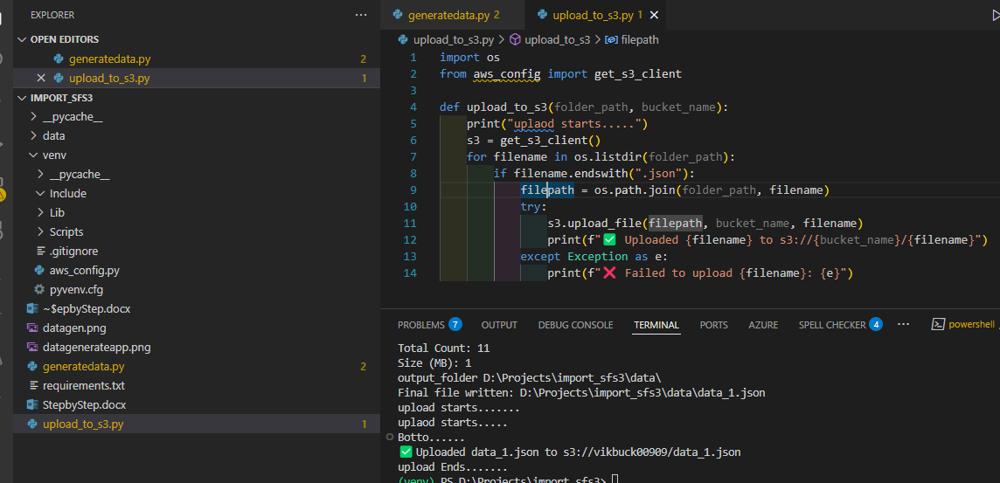 EXPLORER
OPEN EDITORS
generatedata.py 2
upload_to_s3.py 1
IMPORT_SFS3
__pycache__
data
venv
__pycache__
Include
Lib
Scripts
.gitignore
aws_config.py
pyvenv.cfg
~$epbyStep.docx
datagen.png
datagenerateapp.png
generatedata.py 2
requirements.txt
StepbyStep.docx
upload_to_s3.py 1
generatedata.py 2 upload_to_s3.py 1
upload_to_s3.py > upload_to_s3 > filepath
1 import os
2 from aws_config import get_s3_client
3
4 def upload_to_s3(folder_path, bucket_name):
5 print("uplaod starts.....")
6 s3 = get_s3_client()
7 for filename in os.listdir(folder_path):
8 if filename.endswith(".json"):
9 filepath = os.path.join(folder_path, filename)
10 try:
11 s3.upload_file(filepath, bucket_name, filename)
12 print(f"✅ Uploaded {filename} to s3://{bucket_name}/{filename}")
13 except Exception as e:
14 print(f"❌ Failed to upload {filename}: {e}")
PROBLEMS 7 OUTPUT DEBUG CONSOLE TERMINAL PORTS AZURE SPELL CHECKER 4 ... powershell
Total Count: 11
Size (MB): 1
output_folder D:\Projects\import_sfs3\data\
Final file written: D:\Projects\import_sfs3\data\data_1.json
upload starts.......
uplaod starts.....
Botto......
✅ Uploaded data_1.json to s3://vikbuck00909/data_1.json
upload Ends.......
(venv) PS D:\Projects\import_sfs3>